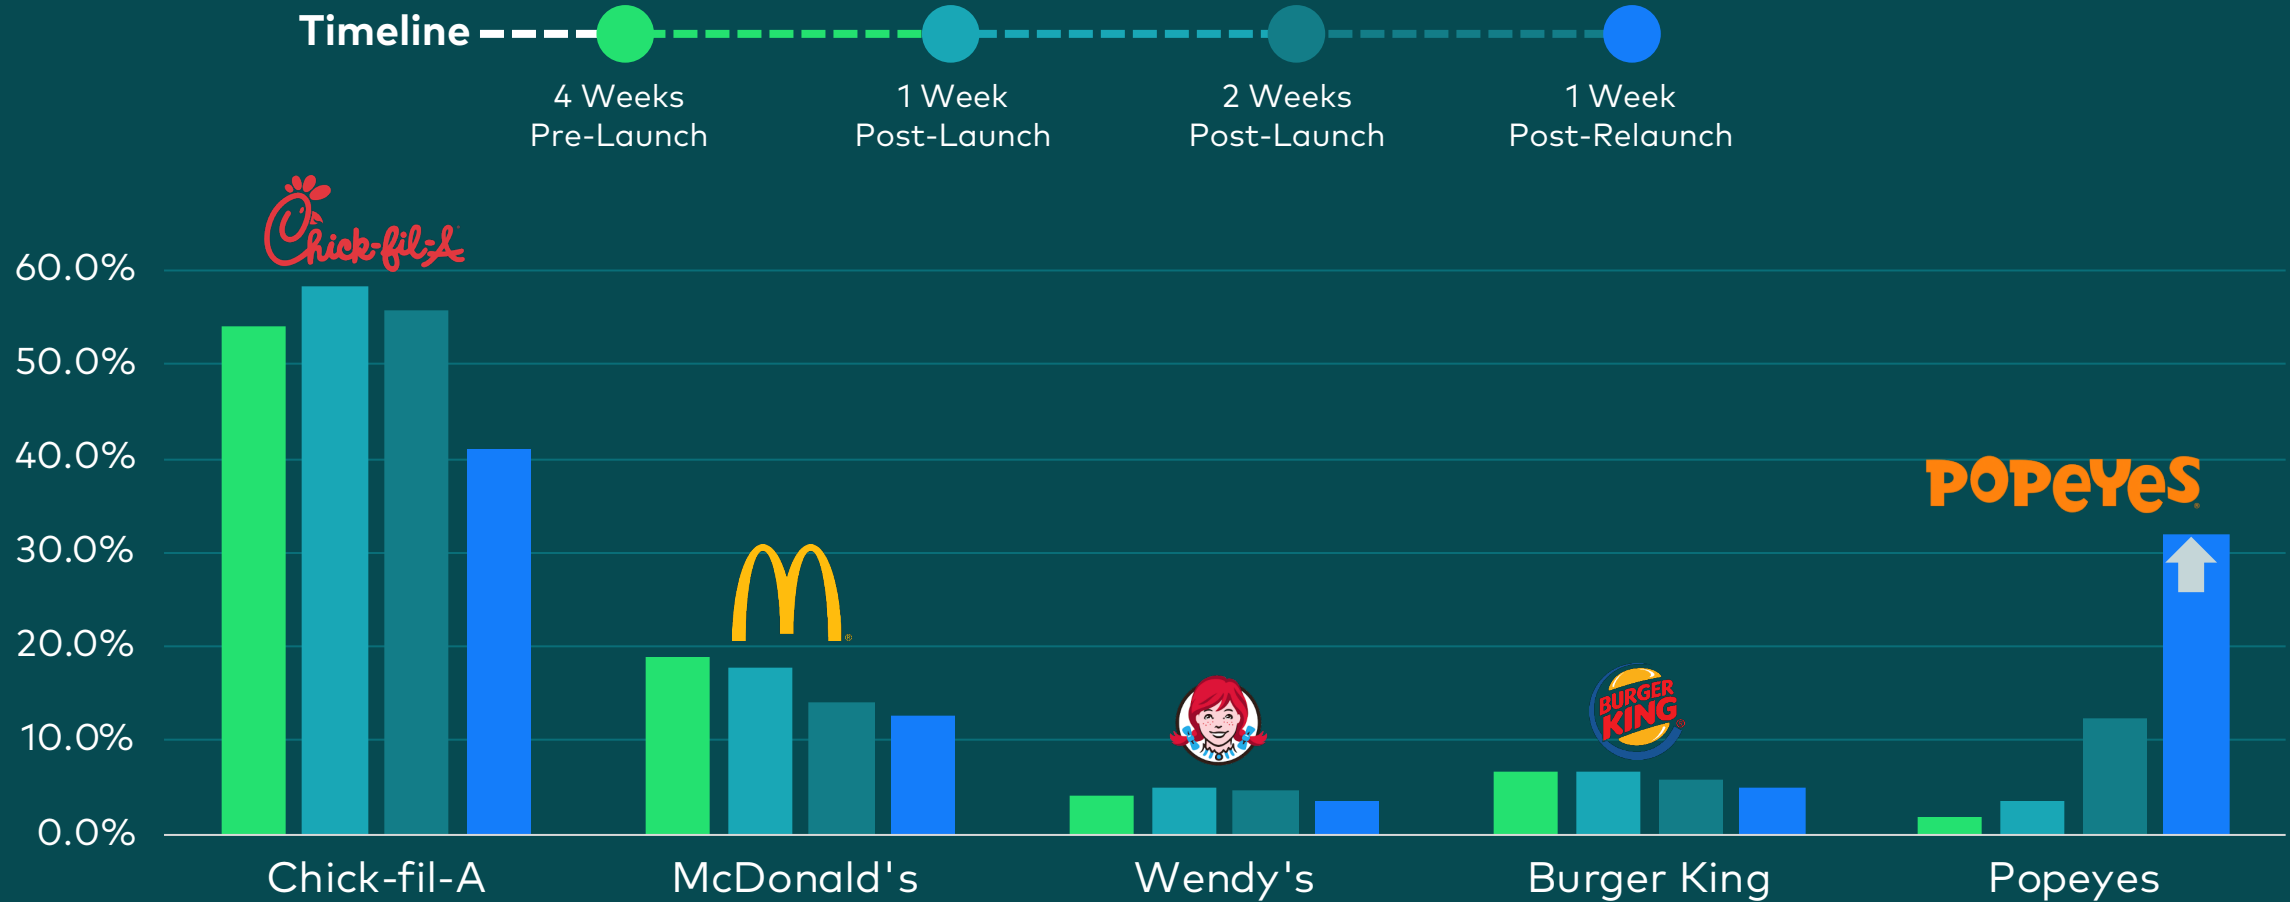 Timeline
4 Weeks
Pre-Launch
1 Week
Post-Launch
2 Weeks
Post-Launch
1 Week
Post-Relaunch
Chick-fil-A
60.0%
50.0%
40.0%
30.0%
20.0%
10.0%
0.0%
POPEYES
BURGER
KING
Chick-fil-A
McDonald's
Wendy's
Burger King
Popeyes